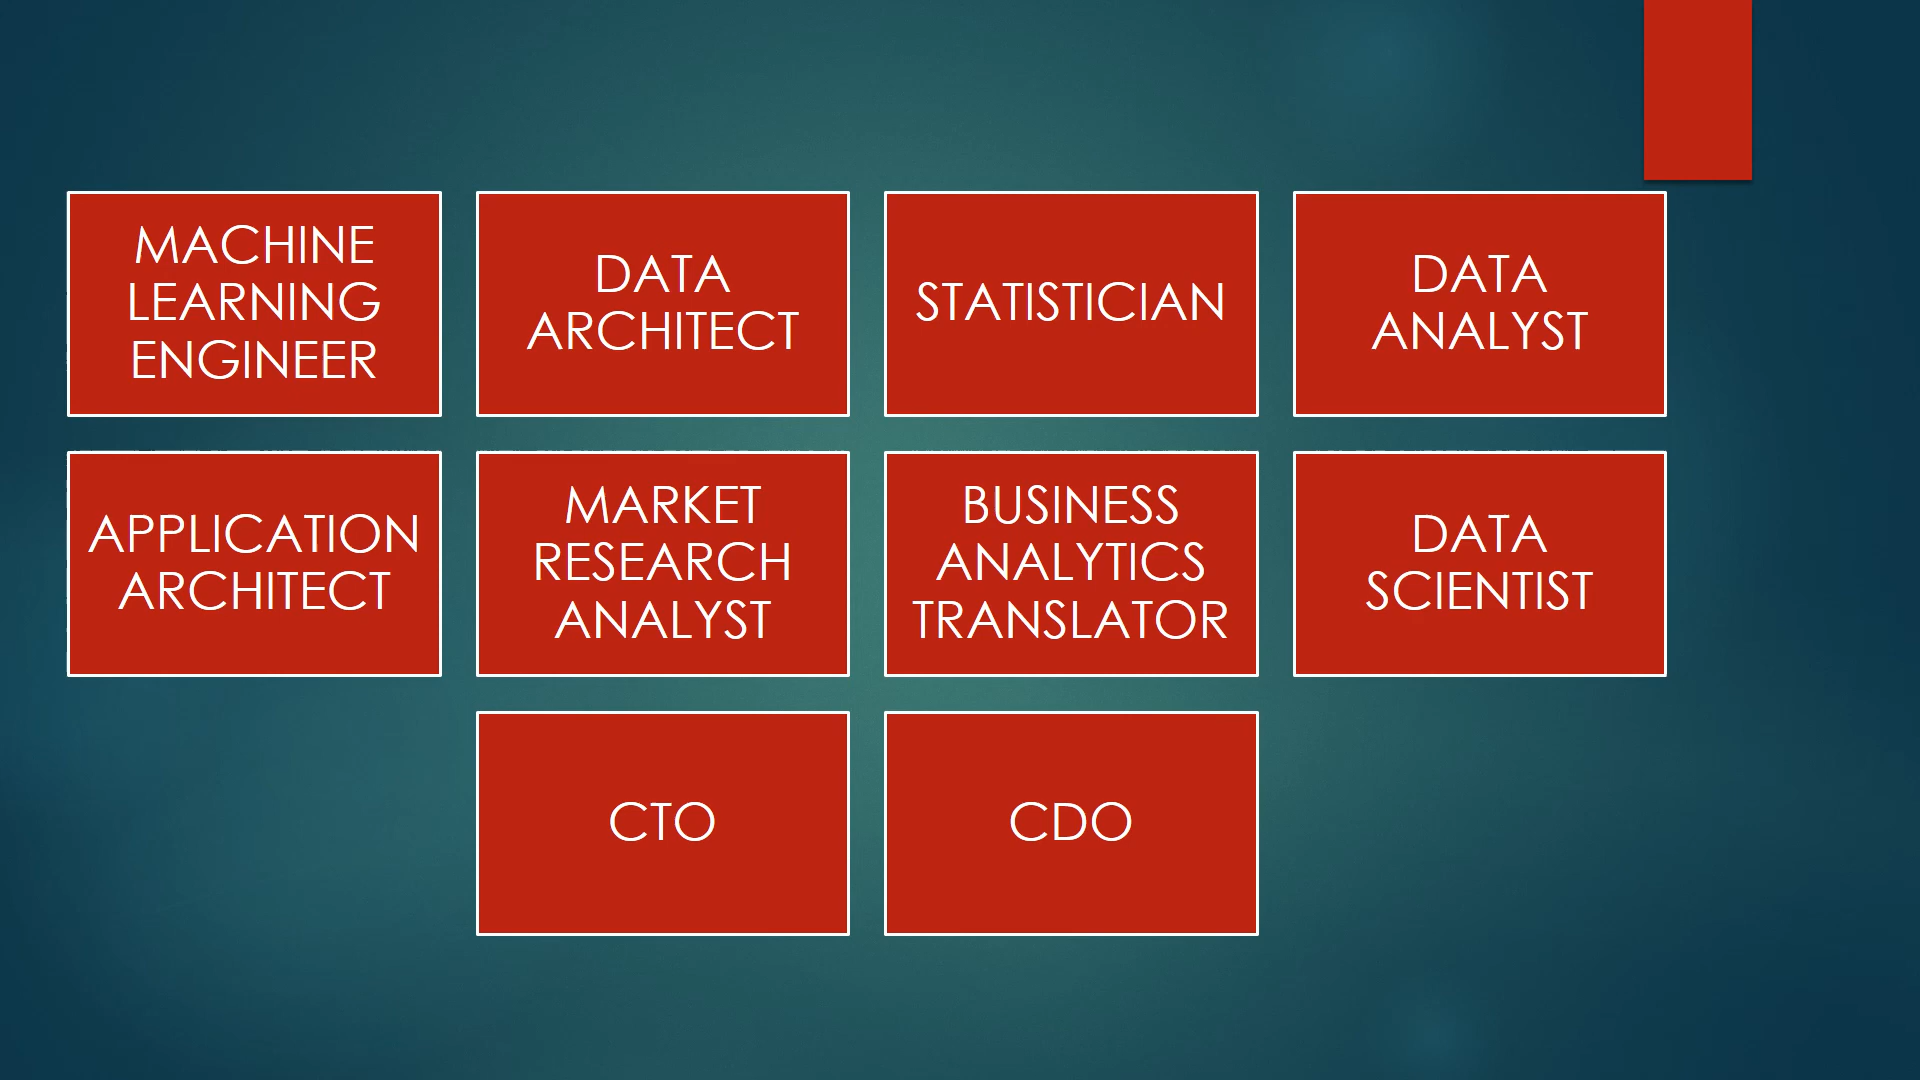 MACHINE
LEARNING
ENGINEER
DATA
ARCHITECT
STATISTICIAN
DATA
ANALYST
APPLICATION
ARCHITECT
MARKET
RESEARCH
ANALYST
BUSINESS
ANALYTICS
TRANSLATOR
DATA
SCIENTIST
CTO
CDO